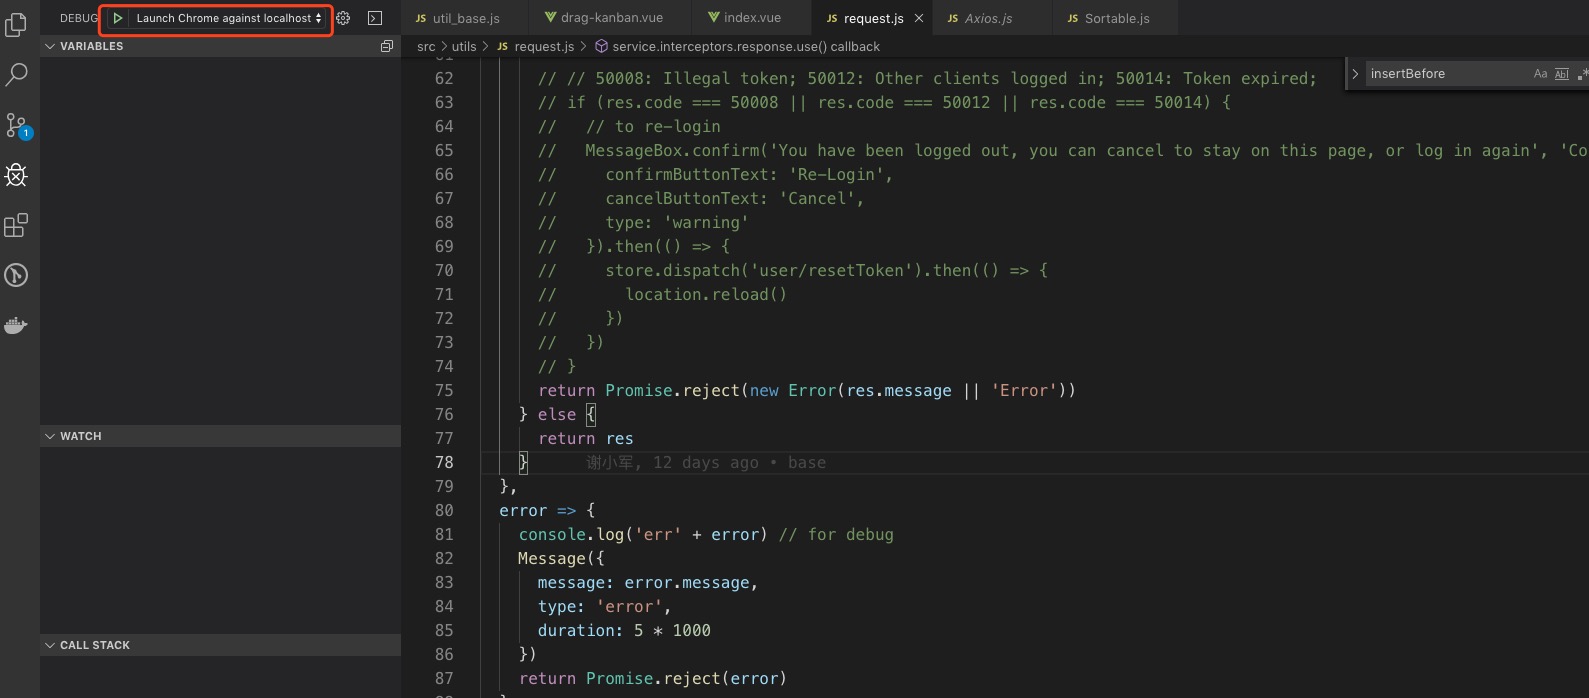 DEBUG Launch Chrome against localhost
VARIABLES
WATCH
CALL STACK
1
JS util_base.js drag-kanban.vue index.vue JS request.js JS Axios.js JS Sortable.js
src > utils > JS request.js > service.interceptors.response.use() callback
insertBefore Aa Abl .*
62 // // 50008: Illegal token; 50012: Other clients logged in; 50014: Token expired;
63 // if (res.code === 50008 || res.code === 50012 || res.code === 50014) {
64 //   // to re-login
65 //   MessageBox.confirm('You have been logged out, you can cancel to stay on this page, or log in again', 'Co
66 //     confirmButtonText: 'Re-Login',
67 //     cancelButtonText: 'Cancel',
68 //     type: 'warning'
69 //   }).then(() => {
70 //     store.dispatch('user/resetToken').then(() => {
71 //       location.reload()
72 //     })
73 //   })
74 // }
75 return Promise.reject(new Error(res.message || 'Error'))
76 } else {
77 return res
78 } 谢小军, 12 days ago • base
79 },
80 error => {
81 console.log('err' + error) // for debug
82 Message({
83 message: error.message,
84 type: 'error',
85 duration: 5 * 1000
86 })
87 return Promise.reject(error)